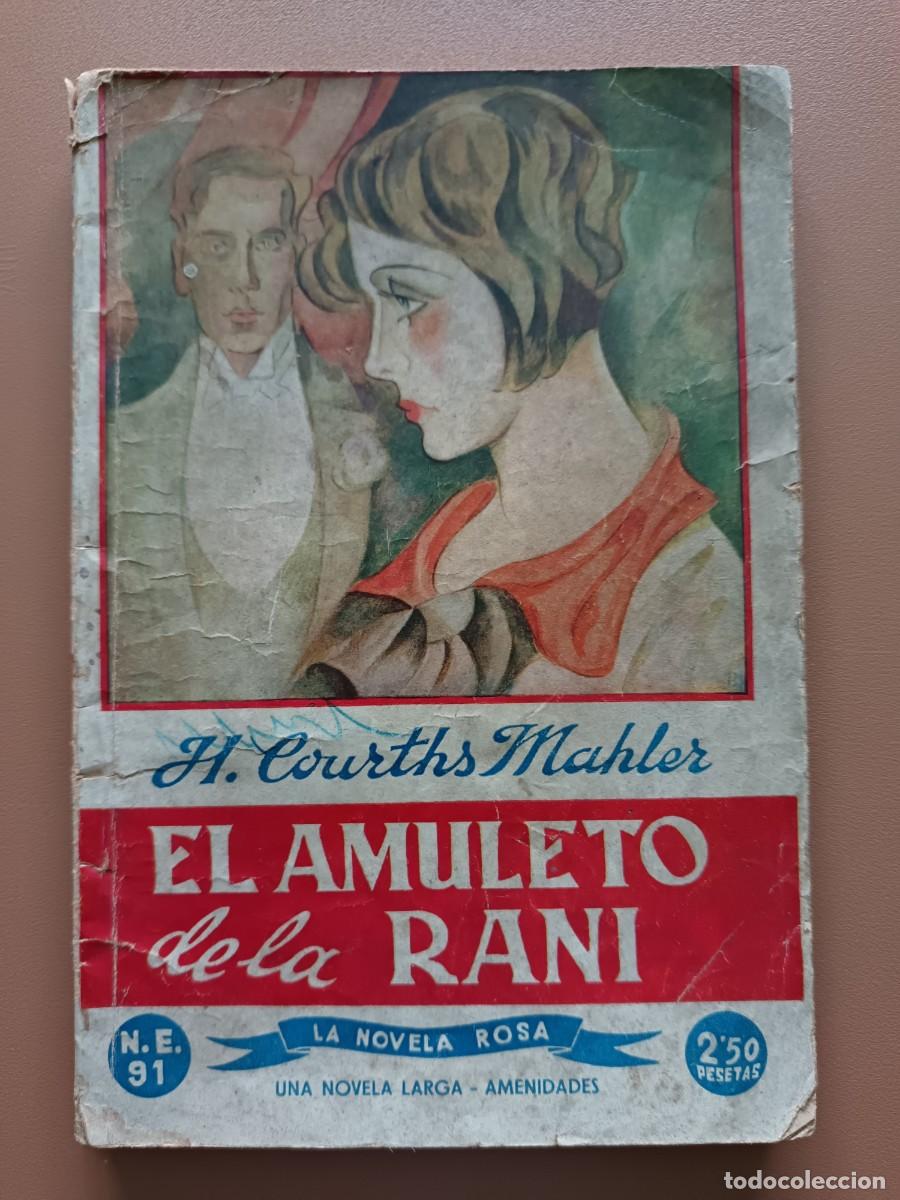 H. Courths Mahler
EL AMULETO
de la RANI
N.E.
91
LA NOVELA ROSA
UNA NOVELA LARGA - AMENIDADES
2'50
PESETAS
todocoleccion